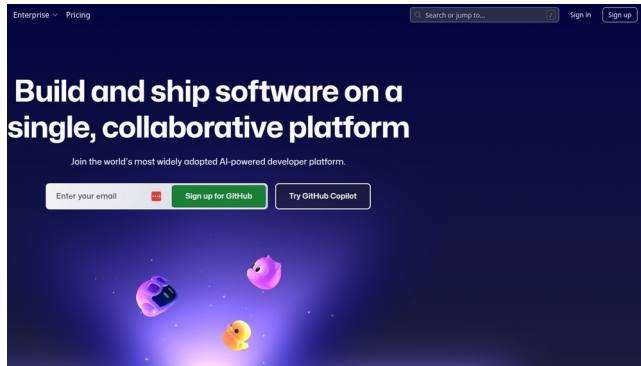 Enterprise Pricing
Search or jump to... /
Sign in
Sign up
Build and ship software on a
single, collaborative platform
Join the world's most widely adopted AI-powered developer platform.
Enter your email
Sign up for GitHub
Try GitHub Copilot